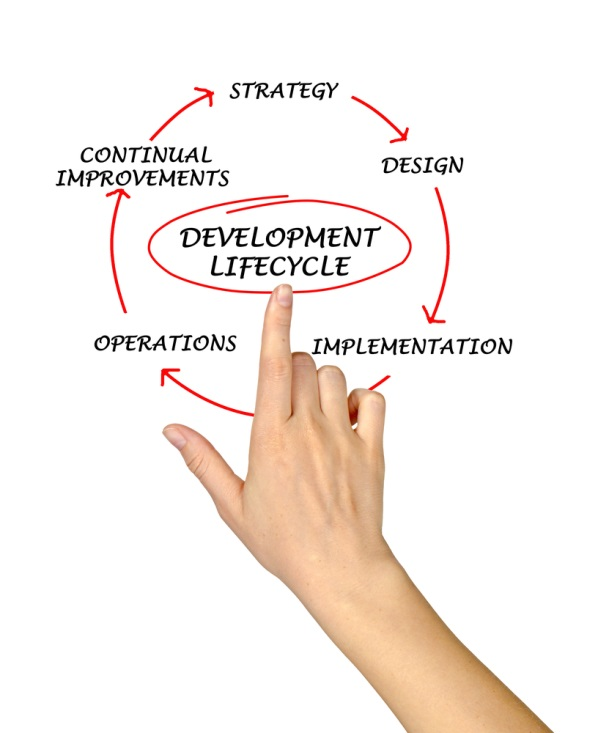 STRATEGY
DESIGN
CONTINUAL
IMPROVEMENTS
DEVELOPMENT
LIFECYCLE
OPERATIONS
IMPLEMENTATION